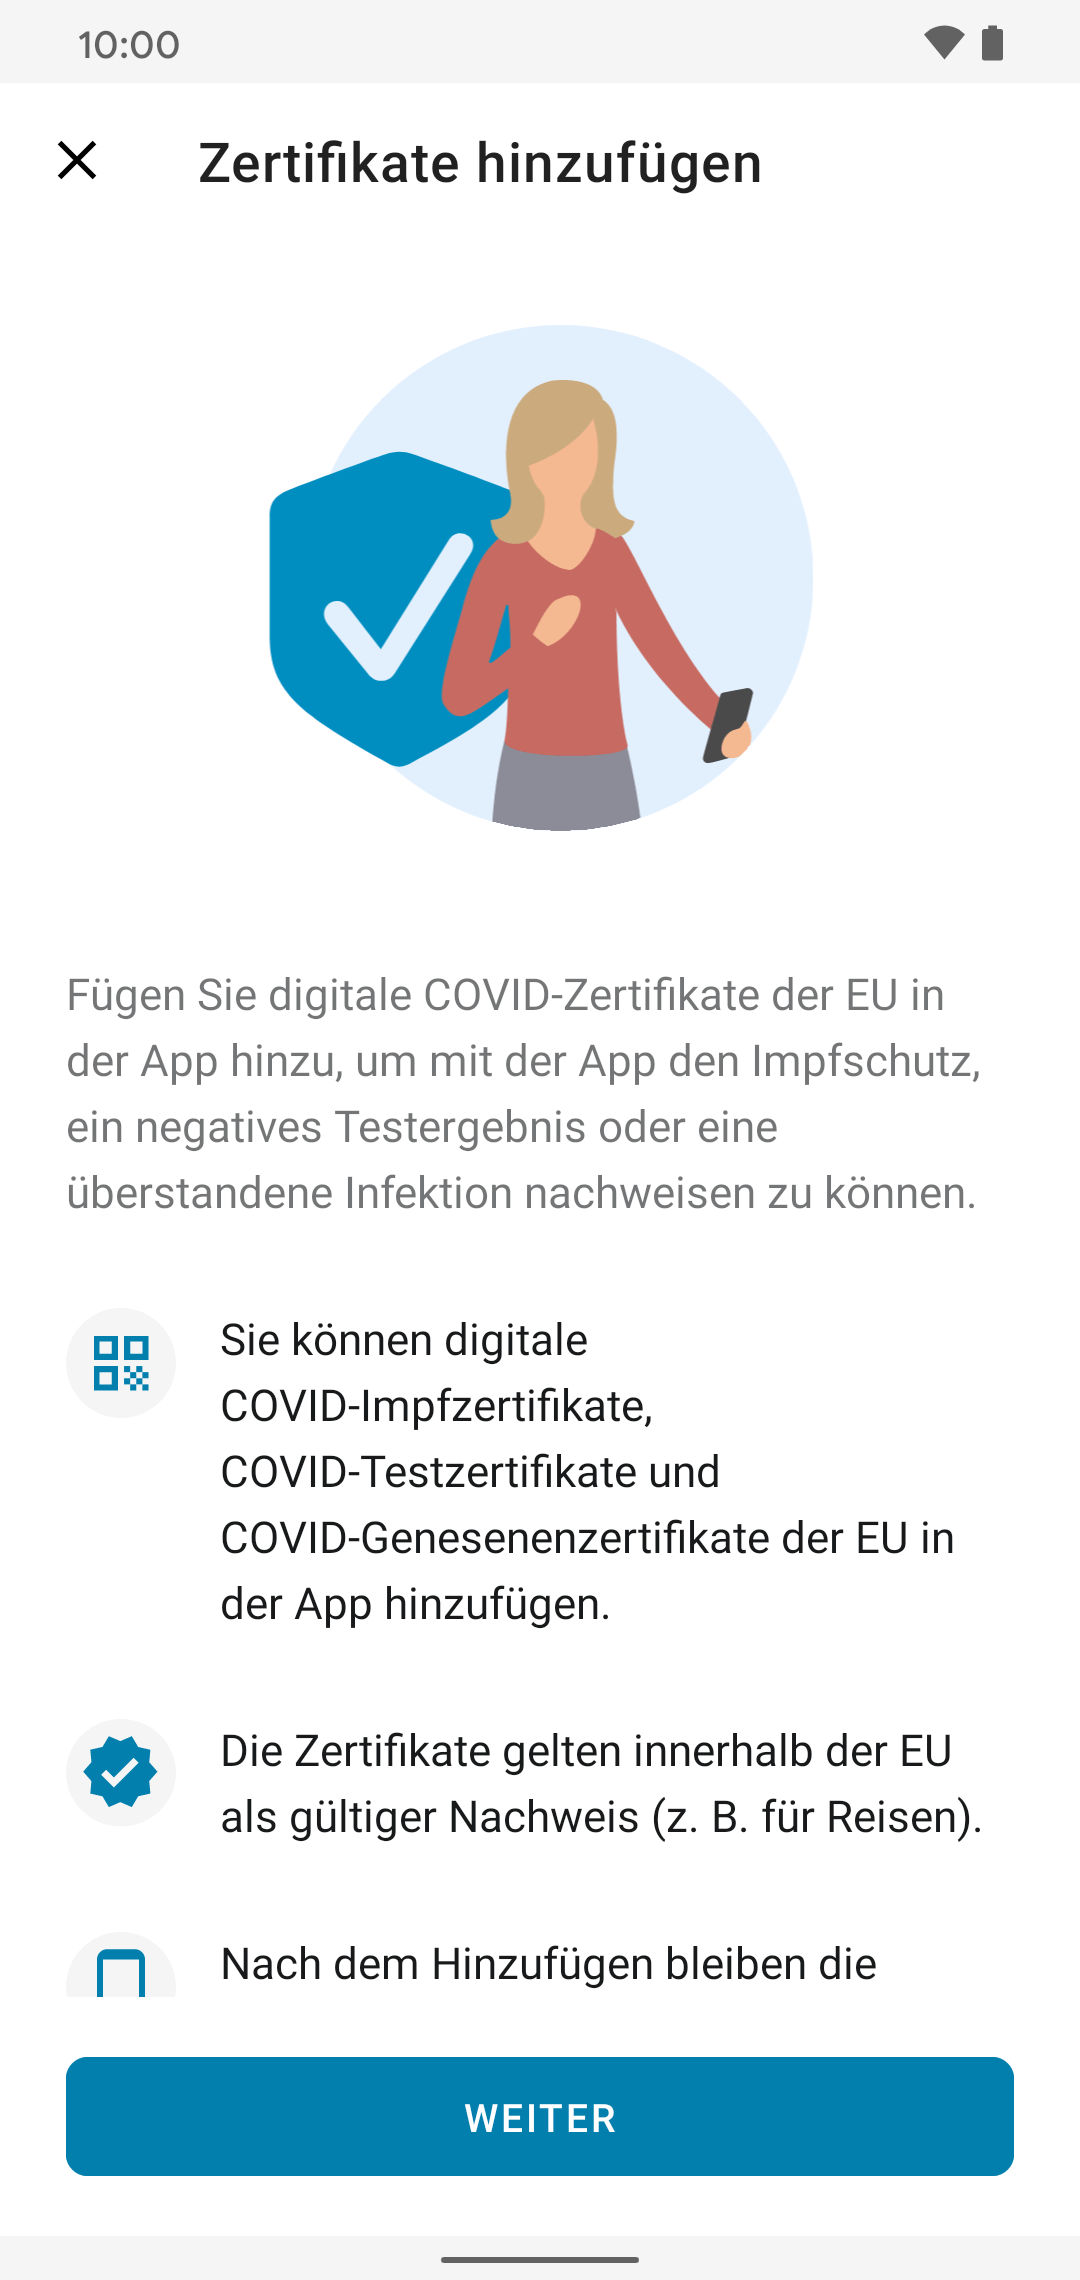 10:00
Zertifikate hinzufügen
Fügen Sie digitale COVID-Zertifikate der EU in
der App hinzu, um mit der App den Impfschutz,
ein negatives Testergebnis oder eine
überstandene Infektion nachweisen zu können.
Sie können digitale
COVID-Impfzertifikate,
COVID-Testzertifikate und
COVID-Genesenenzertifikate der EU in
der App hinzufügen.
Die Zertifikate gelten innerhalb der EU
als gültiger Nachweis (z. B. für Reisen).
Nach dem Hinzufügen bleiben die
WEITER